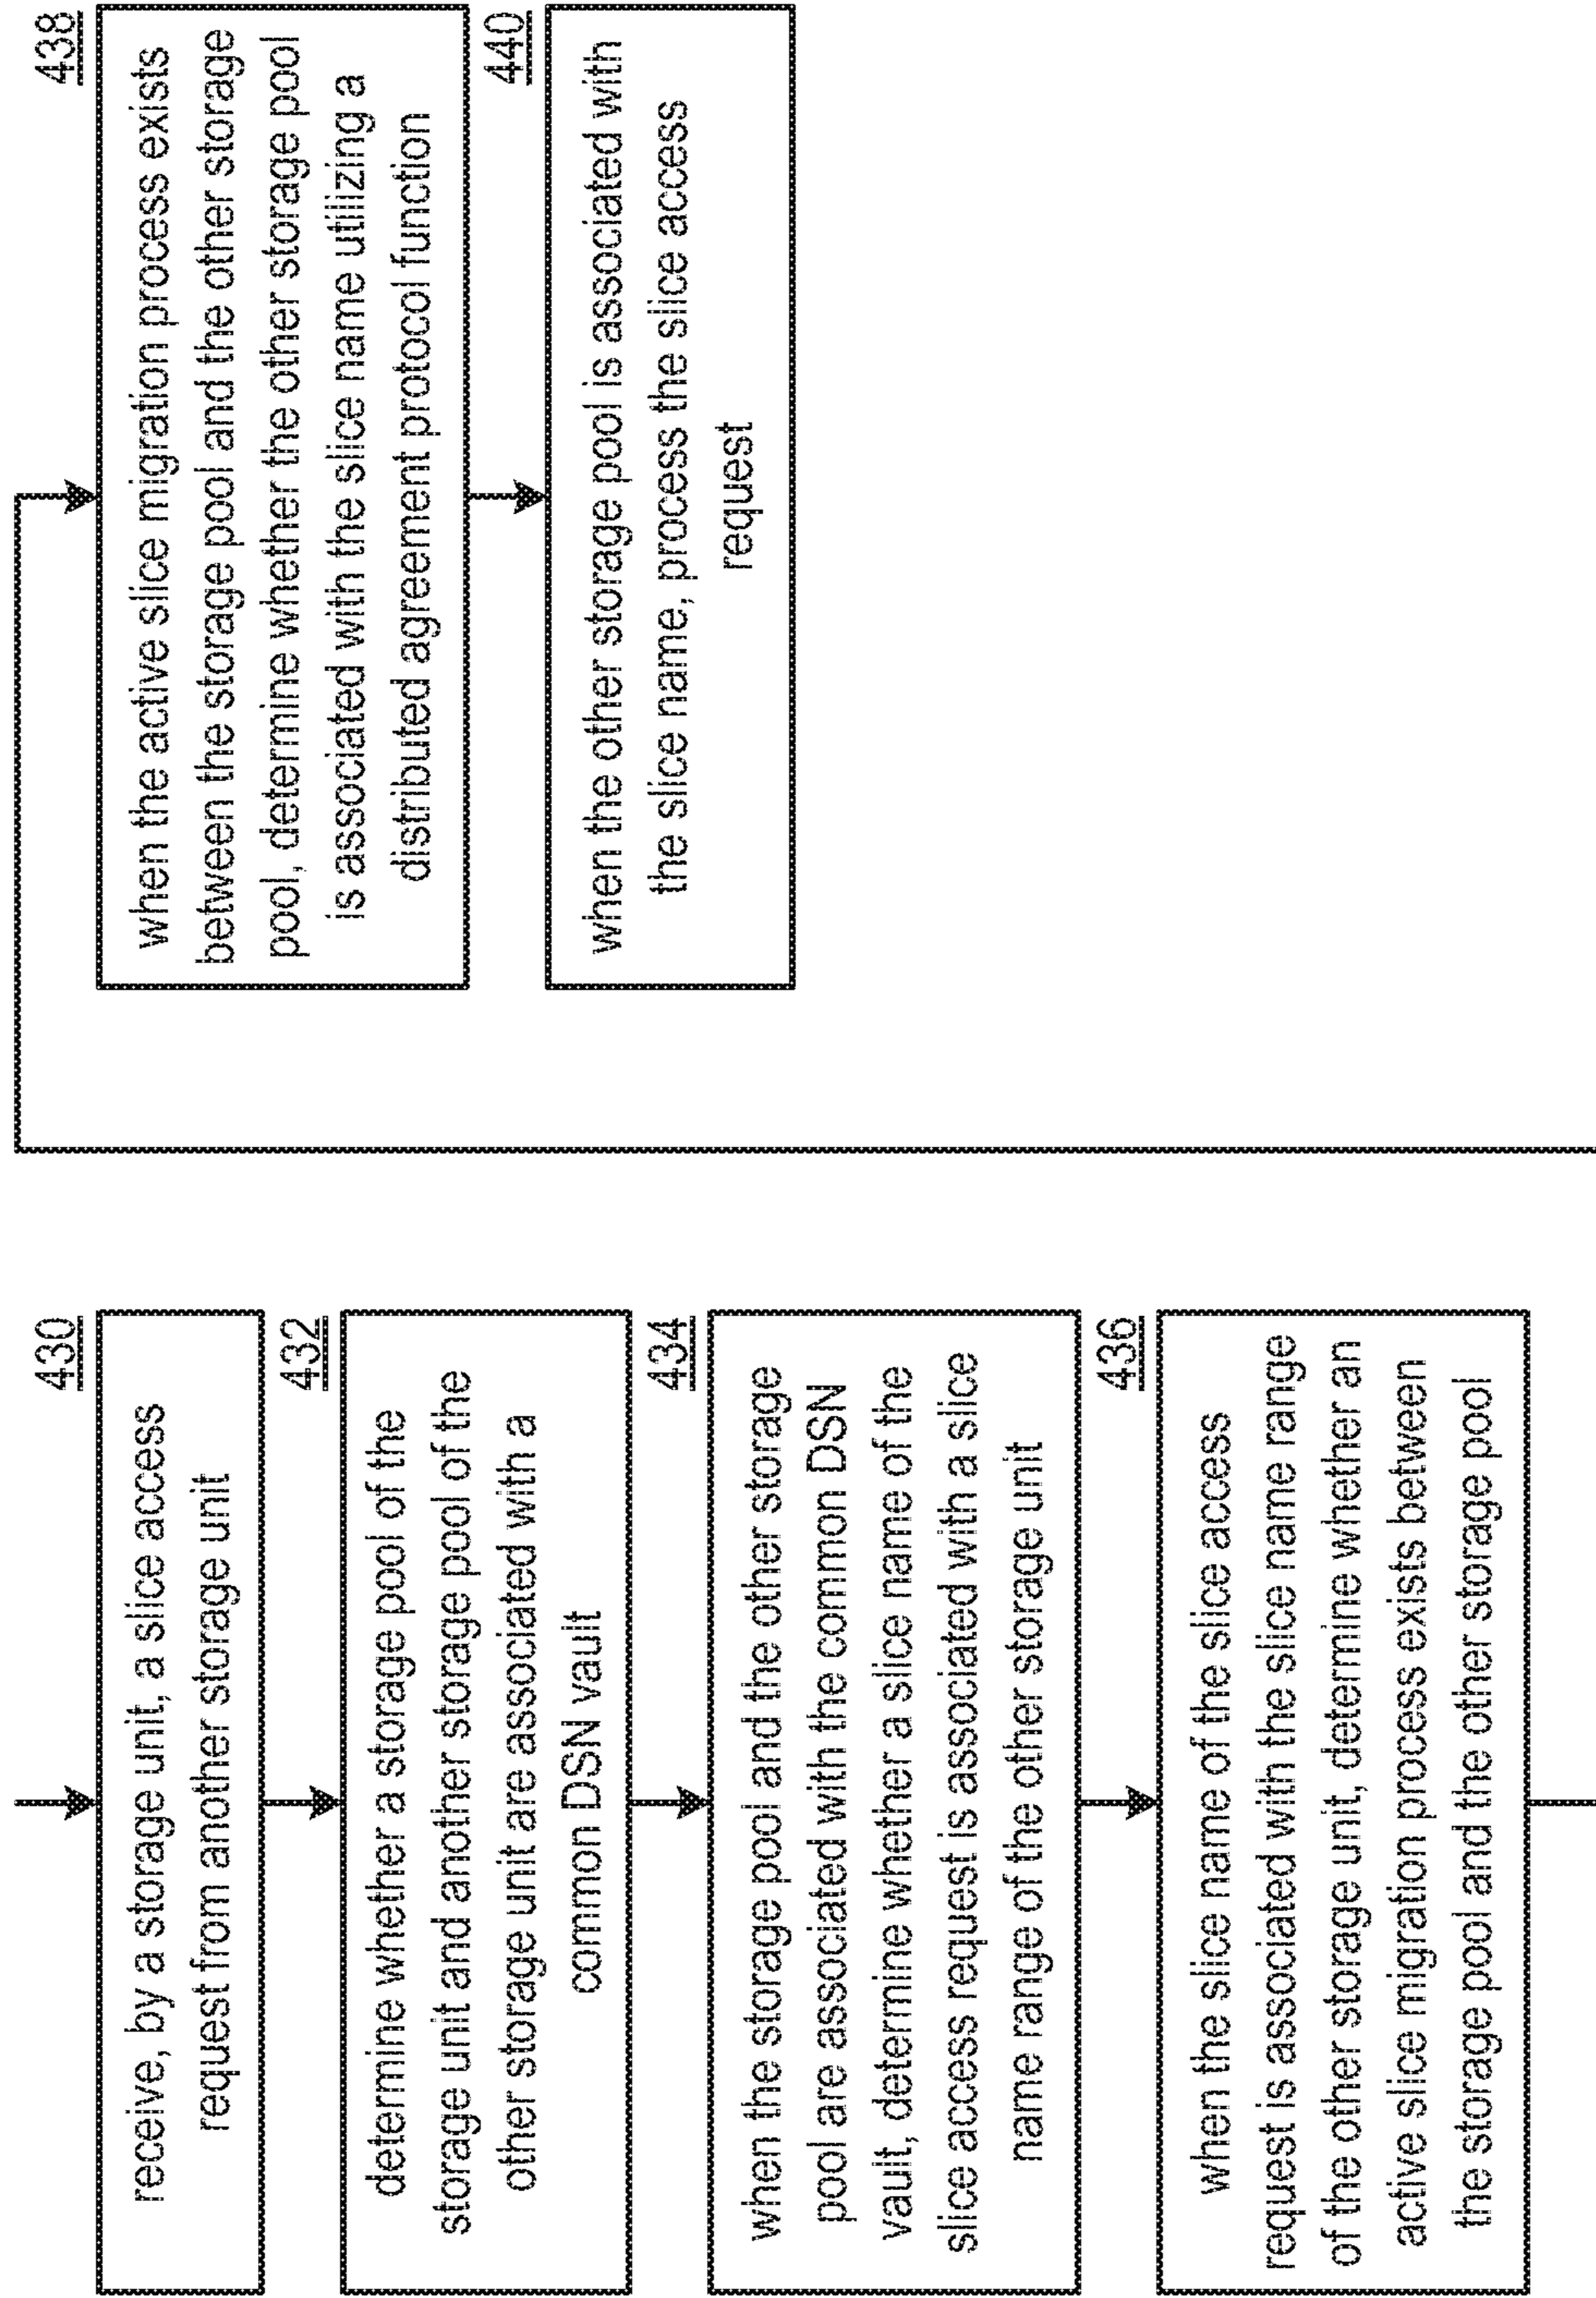 430
receive, by a storage unit, a slice access
request from another storage unit
432
determine whether a storage pool of the
storage unit and another storage pool of the
other storage unit are associated with a
common DSN vault
434
when the storage pool and the other storage
pool are associated with the common DSN
vault, determine whether a slice name of the
slice access request is associated with a slice
name range of the other storage unit
436
when the slice name of the slice access
request is associated with the slice name range
of the other storage unit, determine whether an
active slice migration process exists between
the storage pool and the other storage pool
438
when the active slice migration process exists
between the storage pool and the other storage
pool, determine whether the other storage pool
is associated with the slice name utilizing a
distributed agreement protocol function
440
when the other storage pool is associated with
the slice name, process the slice access
request